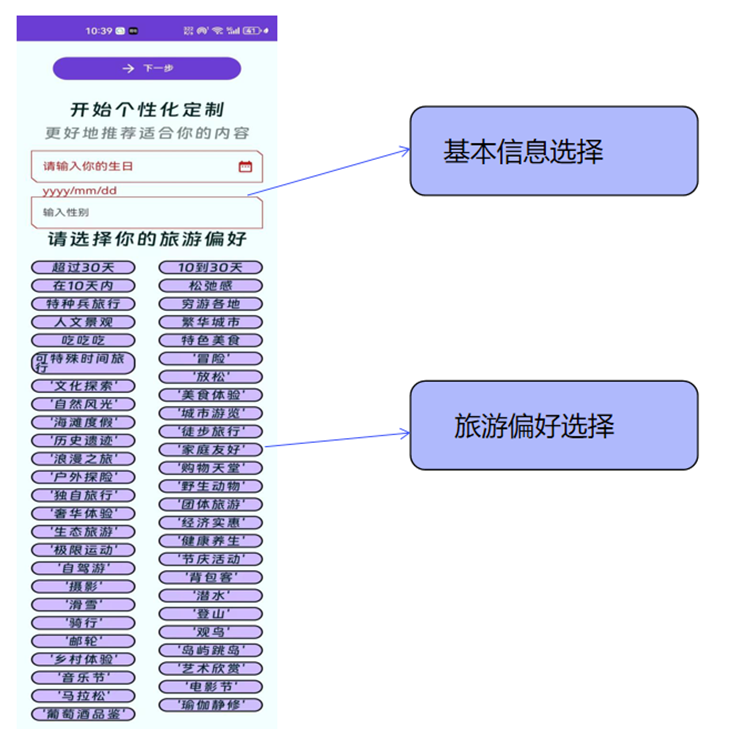 10:39
下一步
开始个性化定制
更好地推荐适合你的内容
请输入你的生日
yyyy/mm/dd
输入性别
请选择你的旅游偏好
超过30天
10到30天
在10天内
松弛感
特种兵旅行
穷游各地
人文景观
繁华城市
吃吃吃
特色美食
可特殊时间旅
行
'冒险'
'放松'
'文化探索'
'美食体验'
'自然风光'
'城市游览'
'海滩度假'
'徒步旅行'
'历史遗迹'
'家庭友好'
'浪漫之旅'
'购物天堂'
'户外探险'
'野生动物'
'独自旅行'
'团体旅游'
'奢华体验'
'经济实惠'
'生态旅游'
'健康养生'
'极限运动'
'节庆活动'
'自驾游'
'背包客'
'摄影'
'潜水'
'滑雪'
'登山'
'骑行'
'观鸟'
'邮轮'
'岛屿跳岛'
'乡村体验'
'艺术欣赏'
'音乐节'
'电影节'
'马拉松'
'瑜伽静修'
'葡萄酒品鉴'
基本信息选择
旅游偏好选择